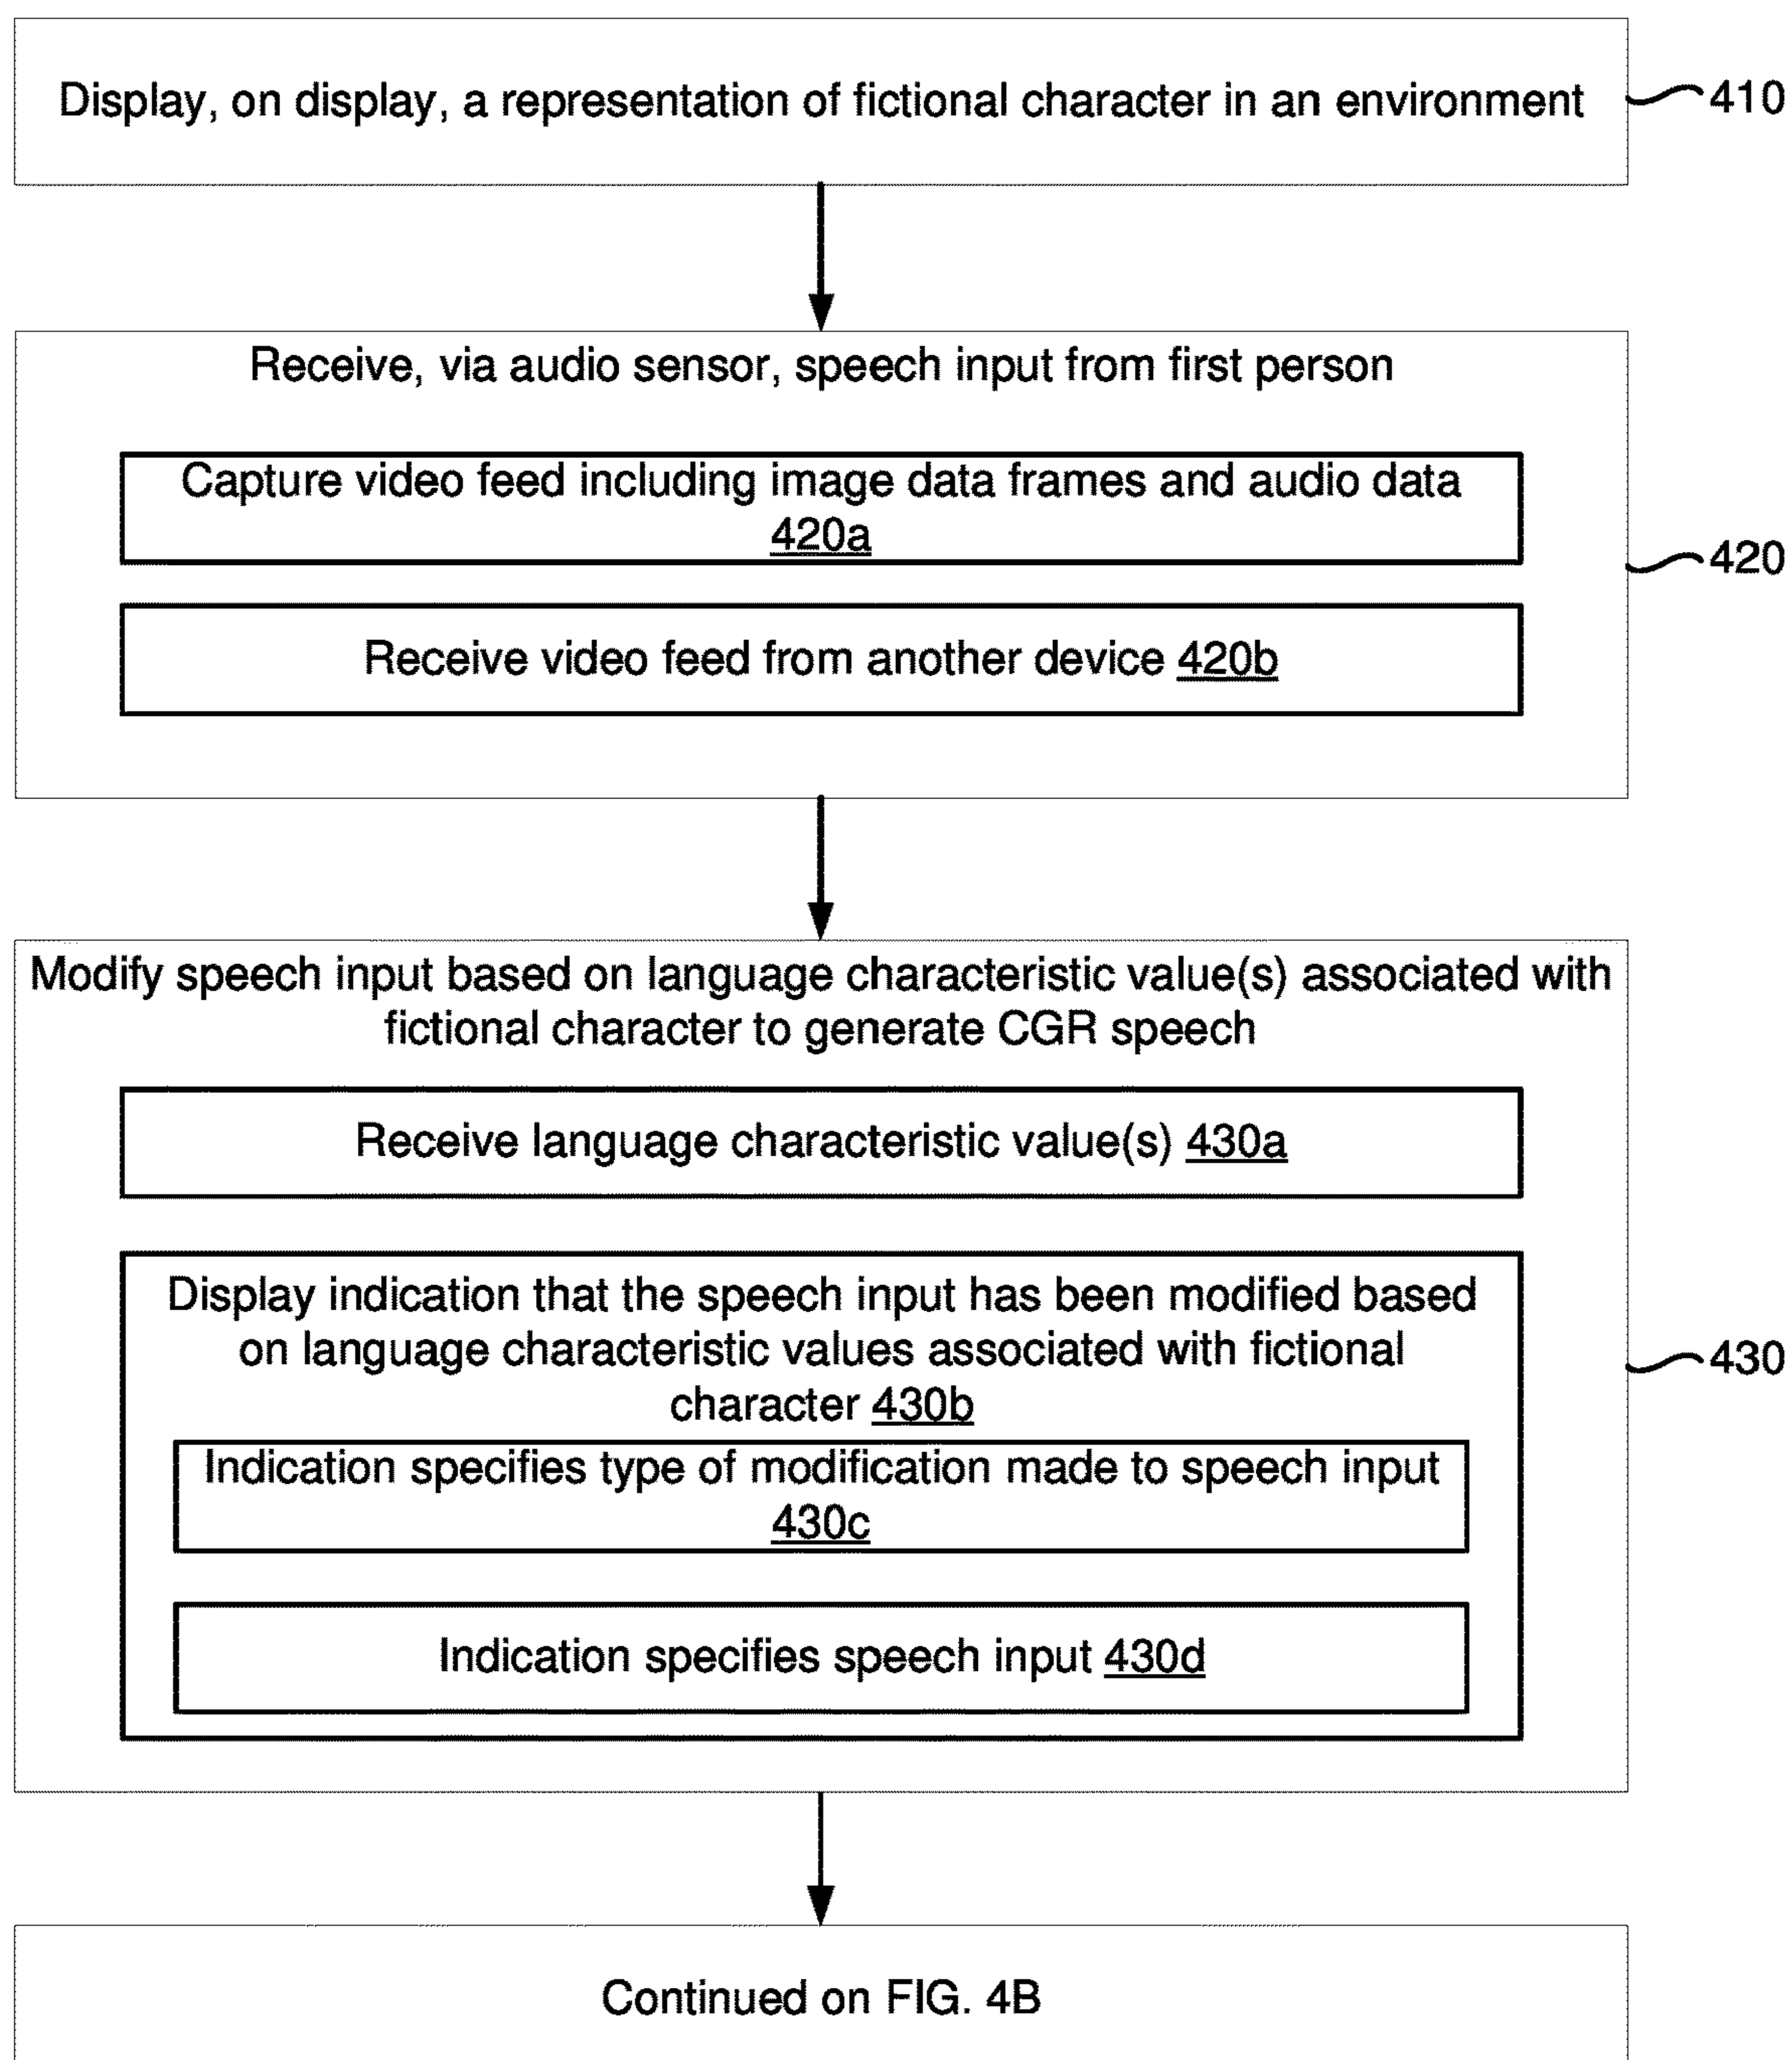 Display, on display, a representation of fictional character in an environment
410
Receive, via audio sensor, speech input from first person
Capture video feed including image data frames and audio data
420a
420
Receive video feed from another device 420b
Modify speech input based on language characteristic value(s) associated with
fictional character to generate CGR speech
Receive language characteristic value(s) 430a
Display indication that the speech input has been modified based
on language characteristic values associated with fictional
430
character 430b
Indication specifies type of modification made to speech input
430c
Indication specifies speech input 430d
Continued on FIG. 4B